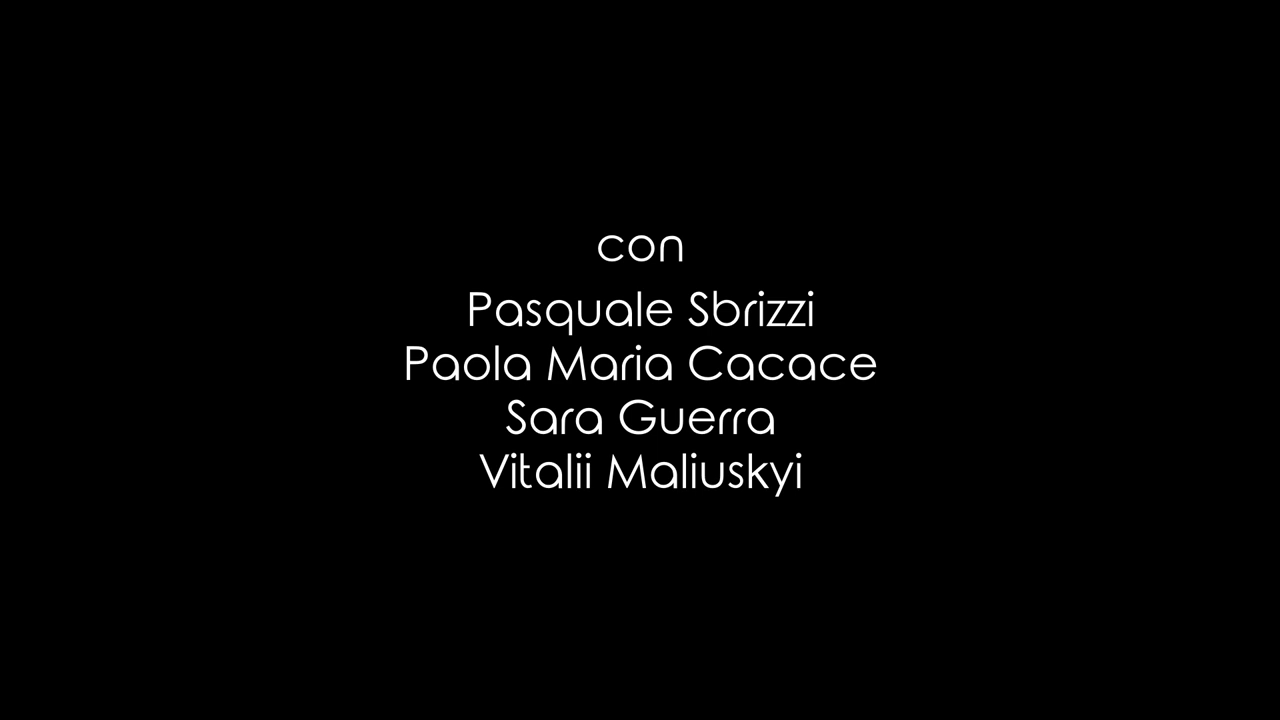 con
Pasquale Sbrizzi
Paola Maria Cacace
Sara Guerra
Vitalii Maliuskyi